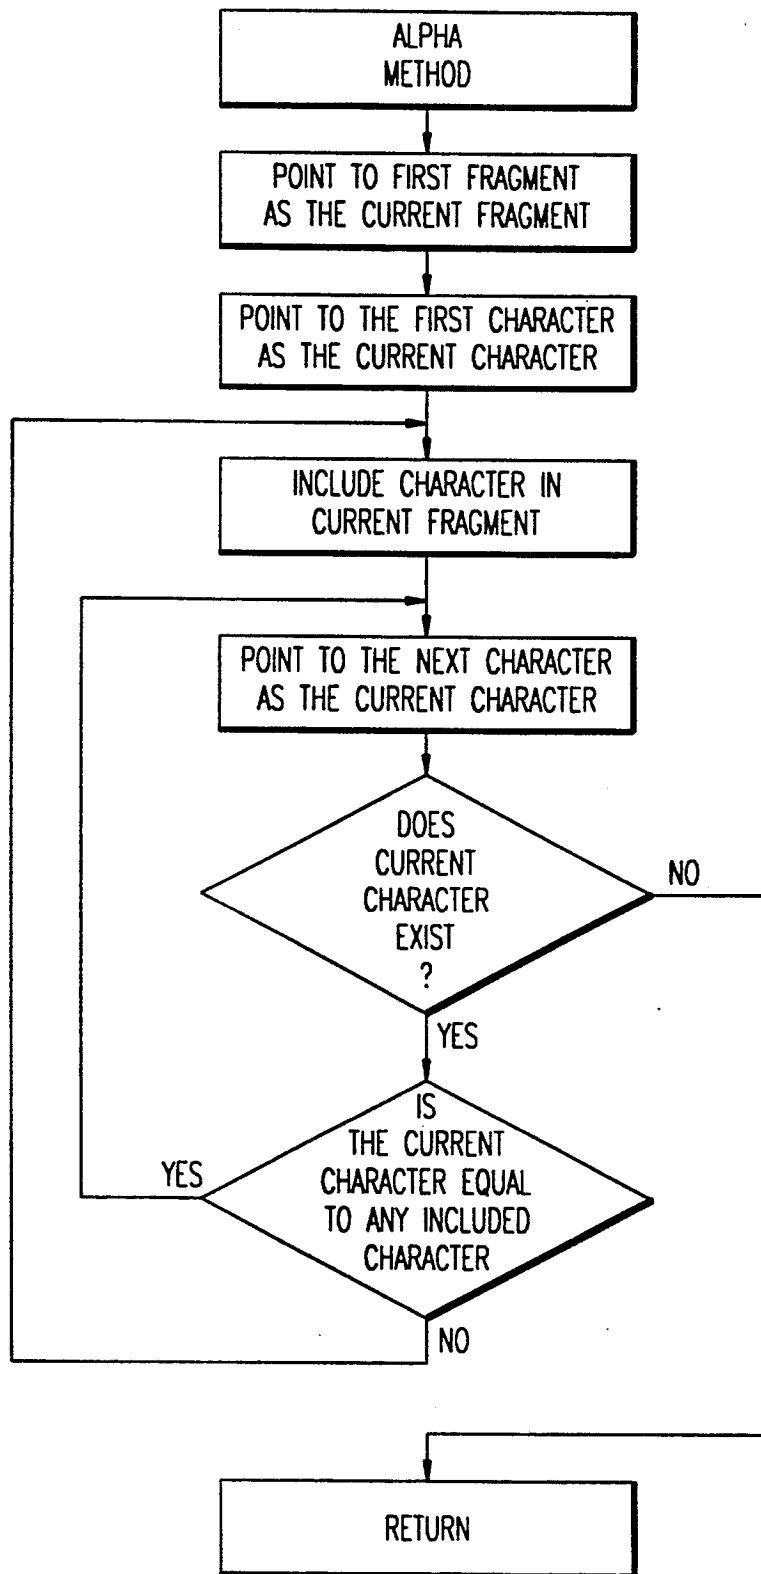 ALPHA
METHOD
POINT TO FIRST FRAGMENT
AS THE CURRENT FRAGMENT
POINT TO THE FIRST CHARACTER
AS THE CURRENT CHARACTER
INCLUDE CHARACTER IN
CURRENT FRAGMENT
POINT TO THE NEXT CHARACTER
AS THE CURRENT CHARACTER
DOES
CURRENT
CHARACTER
EXIST
?
NO
YES
IS
THE CURRENT
CHARACTER EQUAL
TO ANY INCLUDED
CHARACTER
YES
NO
RETURN